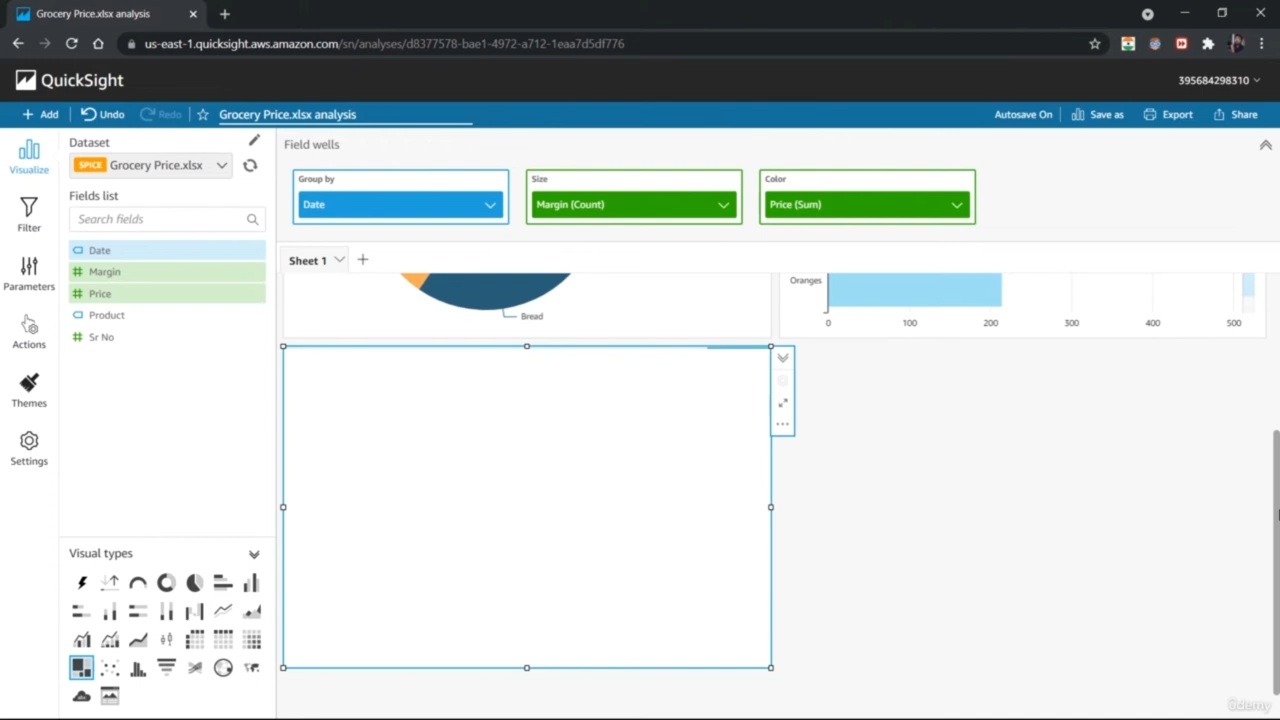 Grocery Price.xlsx analysis
us-east-1.quicksight.aws.amazon.com/sn/analyses/d8377578-bae1-4972-a712-1eaa7d5df776
QuickSight
395684298310
Add
Undo
Redo
Grocery Price.xlsx analysis
Autosave On
Save as
Export
Share
Visualize
Filter
Parameters
Actions
Themes
Settings
Dataset
SPICE Grocery Price.xlsx
Fields list
Search fields
Date
Margin
Price
Product
Sr No
Visual types
Field wells
Group by
Date
Size
Margin (Count)
Color
Price (Sum)
Sheet 1
Bread
Oranges
0 100 200 300 400 500
ûdemy